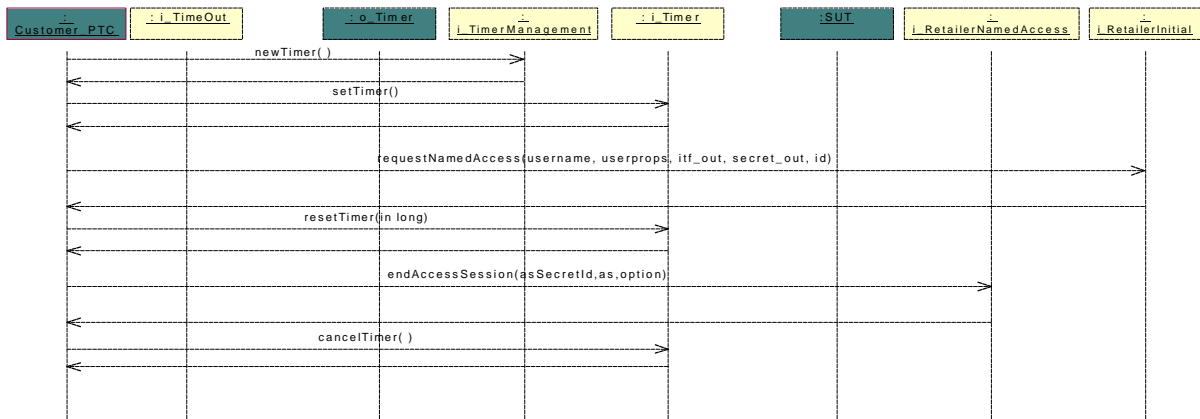 :
Customer_PTC
: i_TimeOut
: o_Timer
:
i_TimerManagement
: i_Timer
:SUT
:
i_RetailerNamedAccess
:
i_RetailerInitial
newTimer( )
setTimer()
requestNamedAccess(username, userprops, itf_out, secret_out, id)
resetTimer(in long)
endAccessSession(asSecretId,as,option)
cancelTimer( )